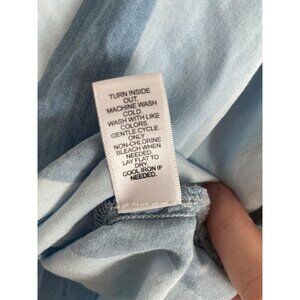 TURN INSIDE
OUT.
MACHINE WASH
COLD.
WASH WITH LIKE
COLORS.
GENTLE CYCLE.
ONLY
NON-CHLORINE
BLEACH WHEN
NEEDED.
LAY FLAT TO
DRY.
COOL IRON IF
NEEDED.